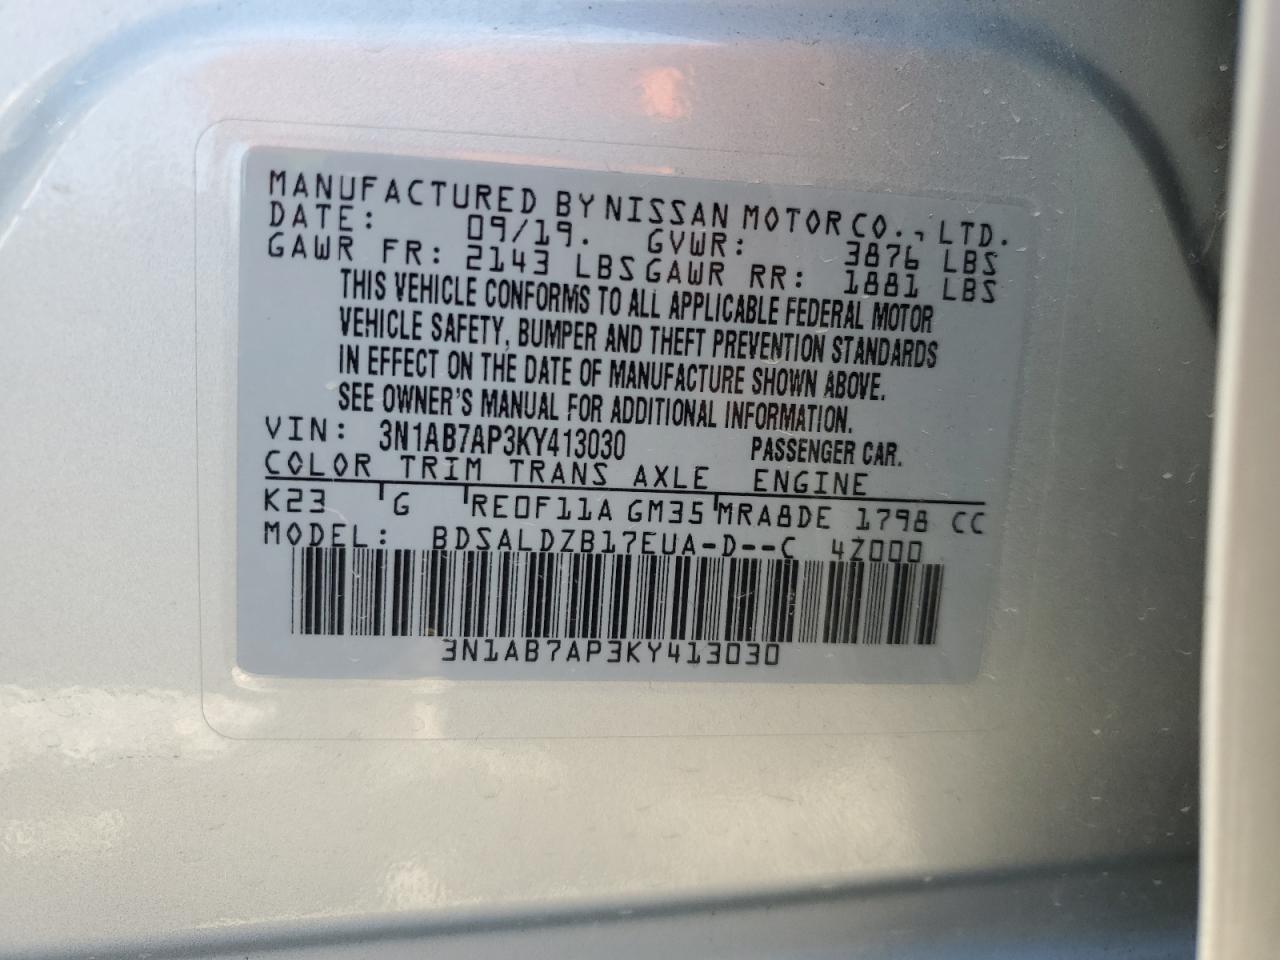 MANUFACTURED BY NISSAN MOTOR CO., LTD.
DATE: 09/19. GVWR: 3876 LBS
GAWR FR: 2143 LBS GAWR RR: 1881 LBS
THIS VEHICLE CONFORMS TO ALL APPLICABLE FEDERAL MOTOR
VEHICLE SAFETY, BUMPER AND THEFT PREVENTION STANDARDS
IN EFFECT ON THE DATE OF MANUFACTURE SHOWN ABOVE.
SEE OWNER'S MANUAL FOR ADDITIONAL INFORMATION.
VIN: 3N1AB7AP3KY413030 PASSENGER CAR.
COLOR TRIM TRANS AXLE ENGINE
K23 G RE0F11A GM35 MRA8DE 1798 CC
MODEL: BDSALDZB17EUA-D--C 4Z000
3N1AB7AP3KY413030